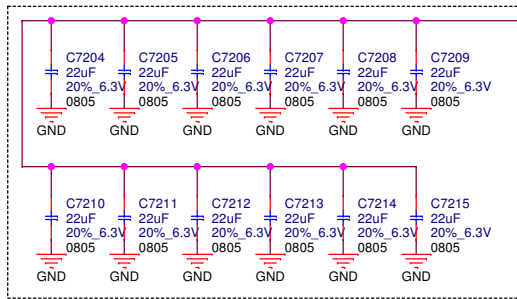 C7204 C7205 C7206 C7207 C7208 C7209
22uF 22uF 22uF 22uF 22uF 22uF
20%_6.3V 20%_6.3V 20%_6.3V 20%_6.3V 20%_6.3V 20%_6.3V
0805 0805 0805 0805 0805 0805
GND GND GND GND GND GND
C7210 C7211 C7212 C7213 C7214 C7215
22uF 22uF 22uF 22uF 22uF 22uF
20%_6.3V 20%_6.3V 20%_6.3V 20%_6.3V 20%_6.3V 20%_6.3V
0805 0805 0805 0805 0805 0805
GND GND GND GND GND GND